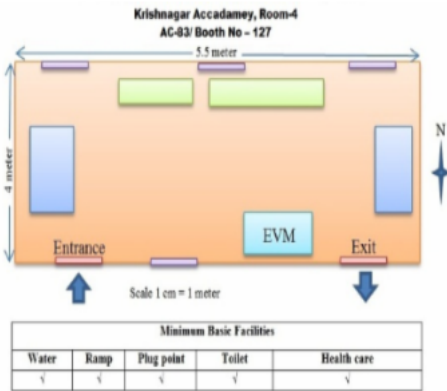 Krishnagar Accadamey, Room-4
AC-83/ Booth No – 127
5.5 meter
4 meter
N
EVM
Entrance
Exit
Scale 1 cm = 1 meter
Minimum Basic Facilities
Water Ramp Plug point Toilet Health care
√ √ √ √ √